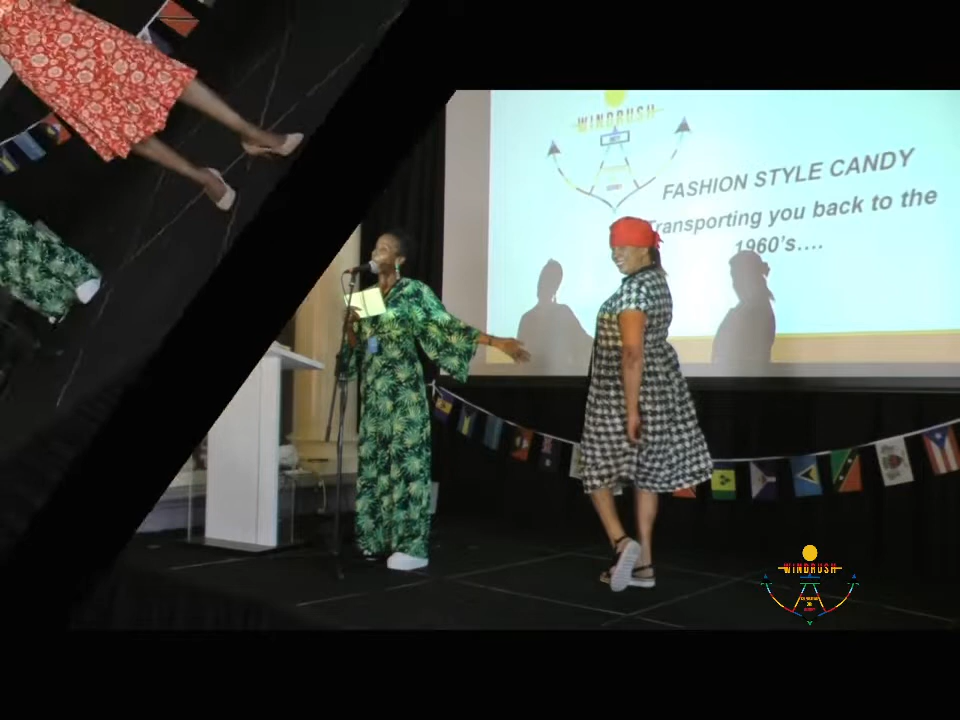 WINDRUSH
FASHION STYLE CANDY
Transporting you back to the
1960's....
WINDRUSH